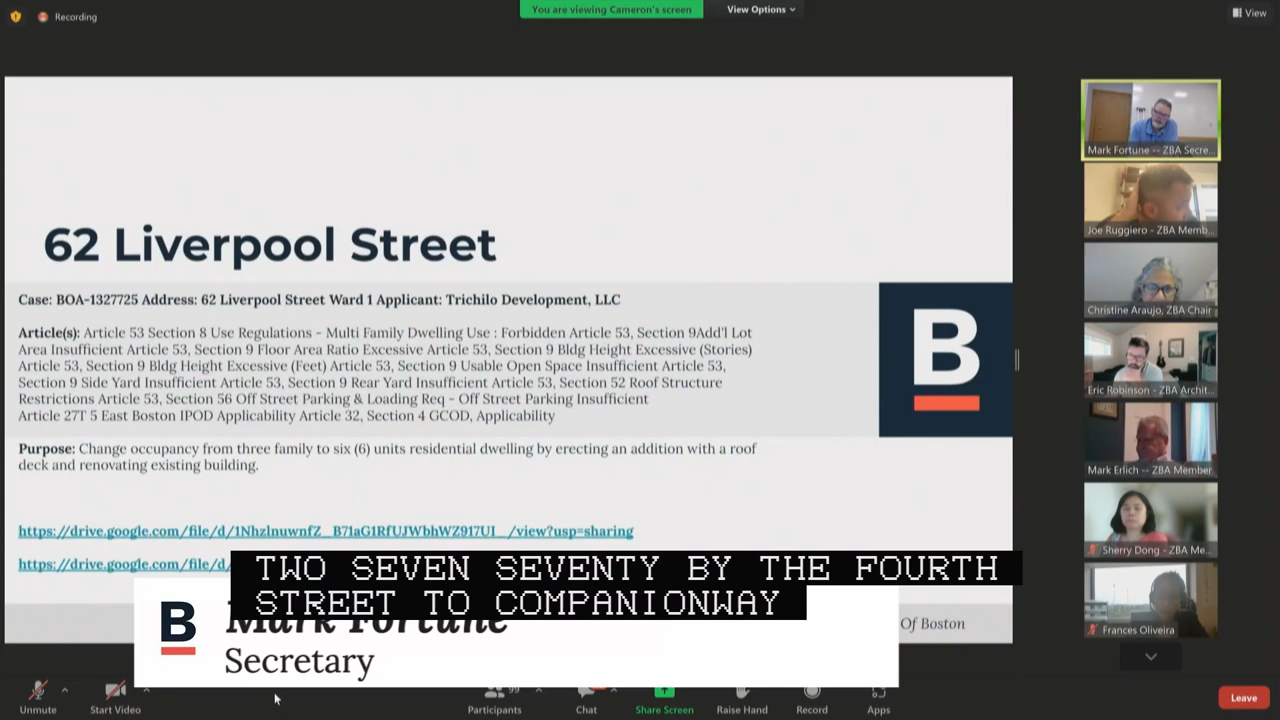 Recording
You are viewing Cameron's screen
View Options
View
62 Liverpool Street
Case: BOA-1327725 Address: 62 Liverpool Street Ward 1 Applicant: Trichilo Development, LLC
Article(s): Article 53 Section 8 Use Regulations - Multi Family Dwelling Use : Forbidden Article 53, Section 9Add'l Lot
Area Insufficient Article 53, Section 9 Floor Area Ratio Excessive Article 53, Section 9 Bldg Height Excessive (Stories)
Article 53, Section 9 Bldg Height Excessive (Feet) Article 53, Section 9 Usable Open Space Insufficient Article 53,
Section 9 Side Yard Insufficient Article 53, Section 9 Rear Yard Insufficient Article 53, Section 52 Roof Structure
Restrictions Article 53, Section 56 Off Street Parking & Loading Req - Off Street Parking Insufficient
Article 27T 5 East Boston IPOD Applicability Article 32, Section 4 GCOD, Applicability
B
Purpose: Change occupancy from three family to six (6) units residential dwelling by erecting an addition with a roof
deck and renovating existing building.
https://drive.google.com/file/d/1NhzlnuwnfZ_B71aG1RfUJWbhWZ917UI_/view?usp=sharing
https://drive.google.com/file/d/
TWO SEVEN SEVENTY BY THE FOURTH
STREET TO COMPANIONWAY
B
Mark Fortune
Secretary
Of Boston
Mark Fortune -- ZBA Secre...
Joe Ruggiero - ZBA Memb...
Christine Araujo, ZBA Chair
Eric Robinson - ZBA Archit...
Mark Erlich -- ZBA Member
Sherry Dong - ZBA Me...
Frances Oliveira
Unmute
Start Video
99
Participants
Chat
Share Screen
Raise Hand
Record
Apps
Leave